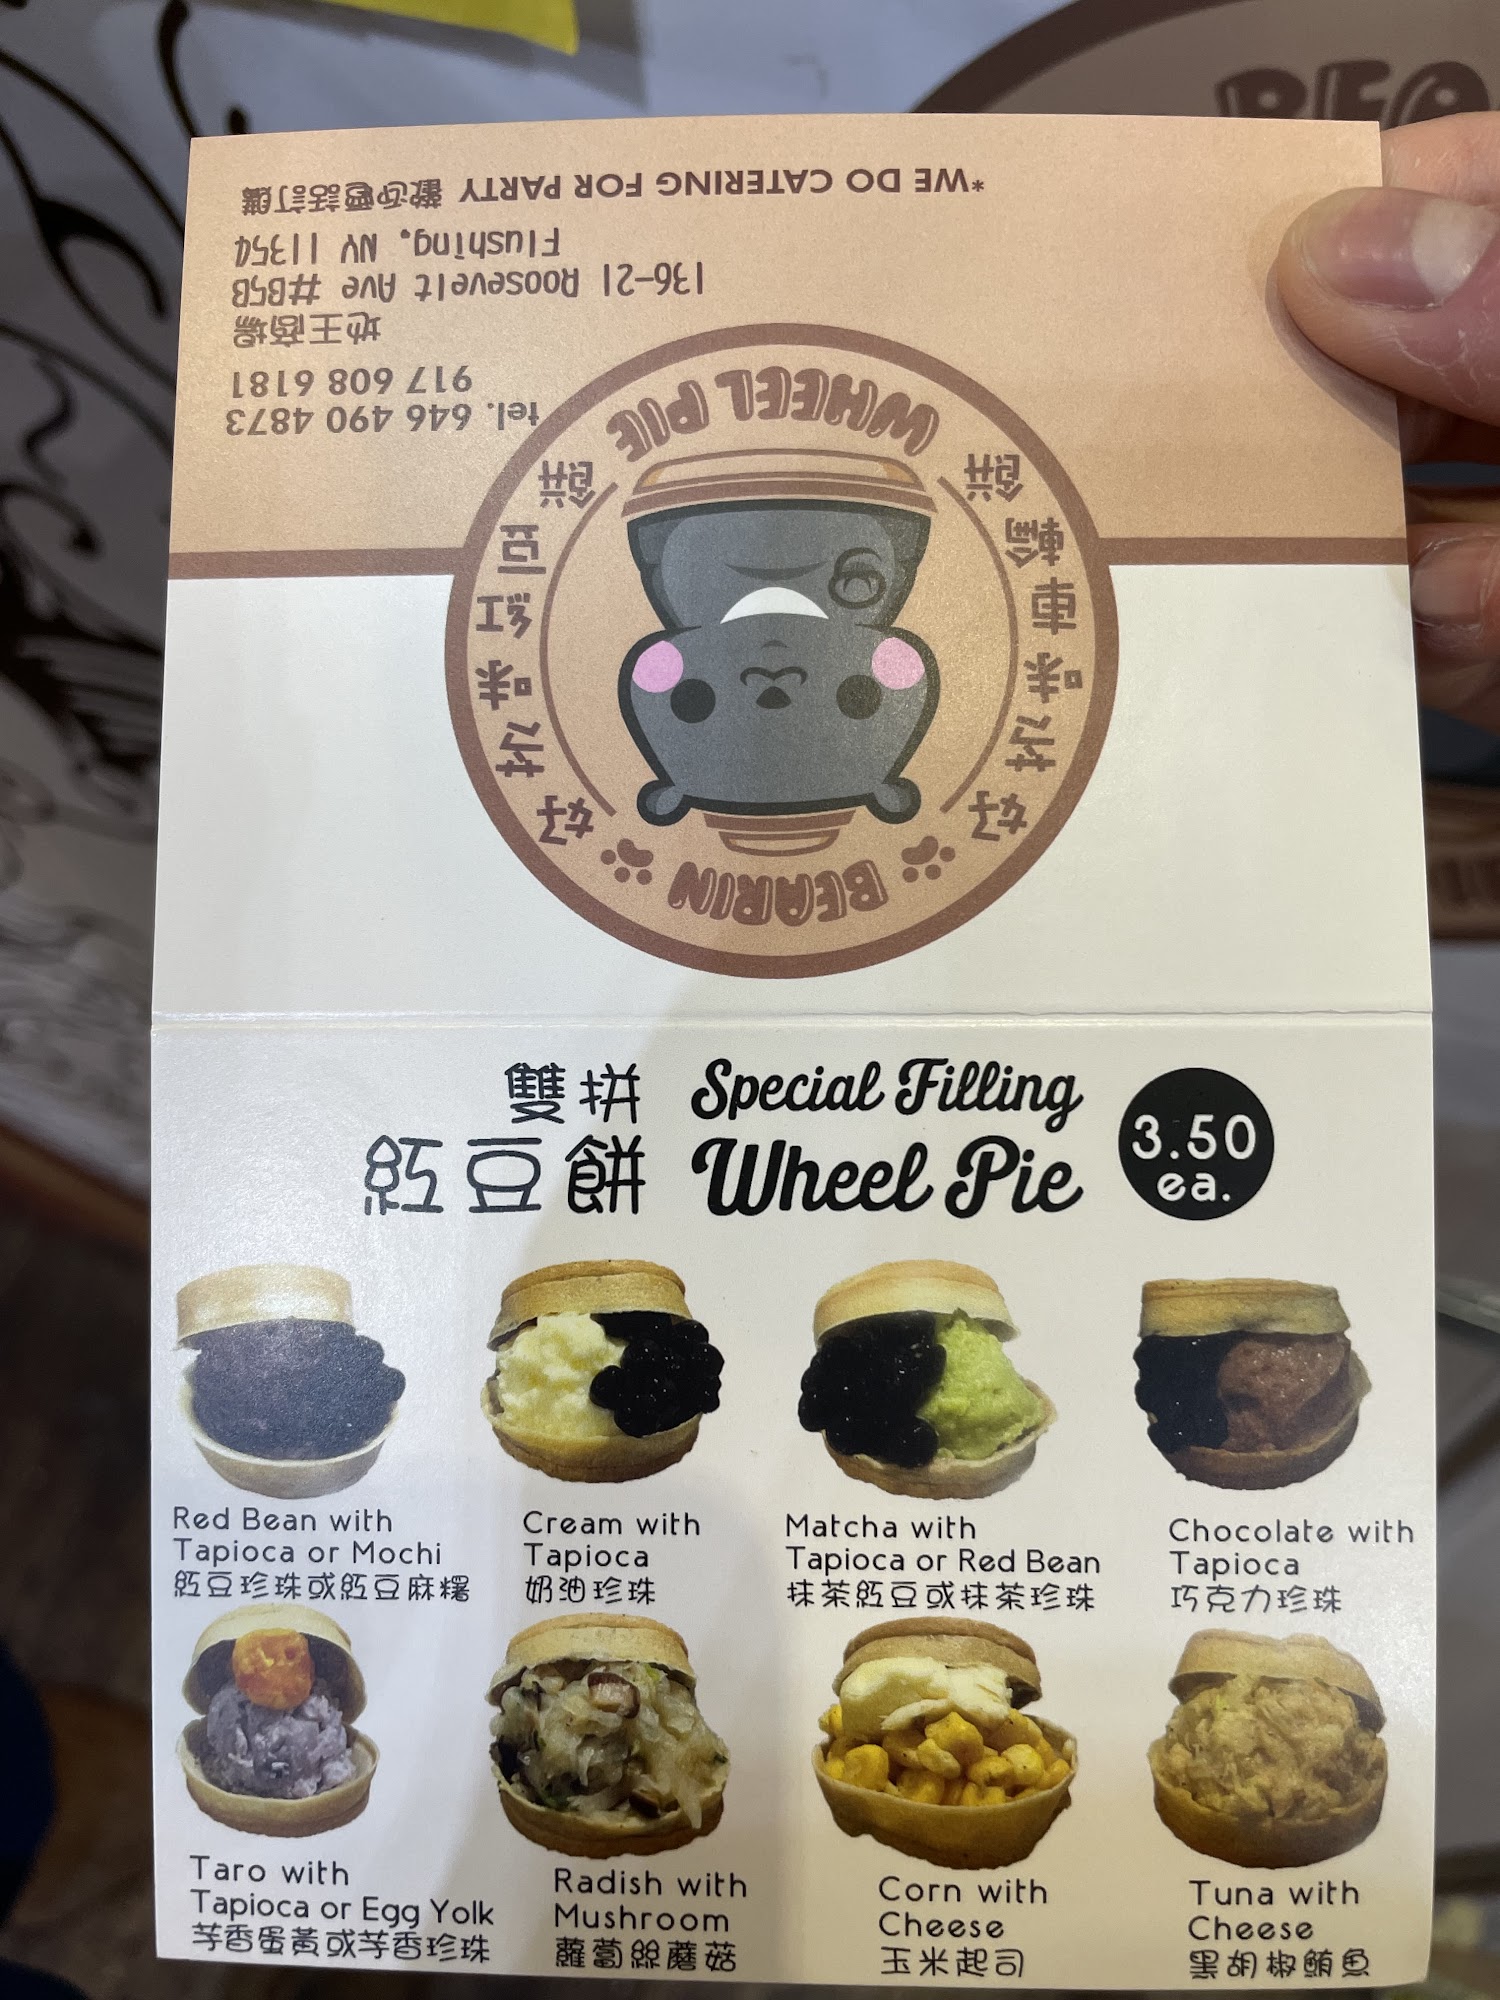 *WE DO CATERING FOR PARTY 歡迎電話訂購
136-21 Roosevelt Ave #B5B
Flushing, NY 11354
地王商場
tel. 646 490 4873
917 608 6181
BEARIN
WHEEL PIE
好芯味紅豆餅
好芯味車輪餅
雙拼
紅豆餅
Special Filling
Wheel Pie
3.50
ea.
Red Bean with
Tapioca or Mochi
紅豆珍珠或紅豆麻糬
Cream with
Tapioca
奶油珍珠
Matcha with
Tapioca or Red Bean
抹茶紅豆或抹茶珍珠
Chocolate with
Tapioca
巧克力珍珠
Taro with
Tapioca or Egg Yolk
芋香蛋黃或芋香珍珠
Radish with
Mushroom
蘿蔔絲蘑菇
Corn with
Cheese
玉米起司
Tuna with
Cheese
黑胡椒鮪魚